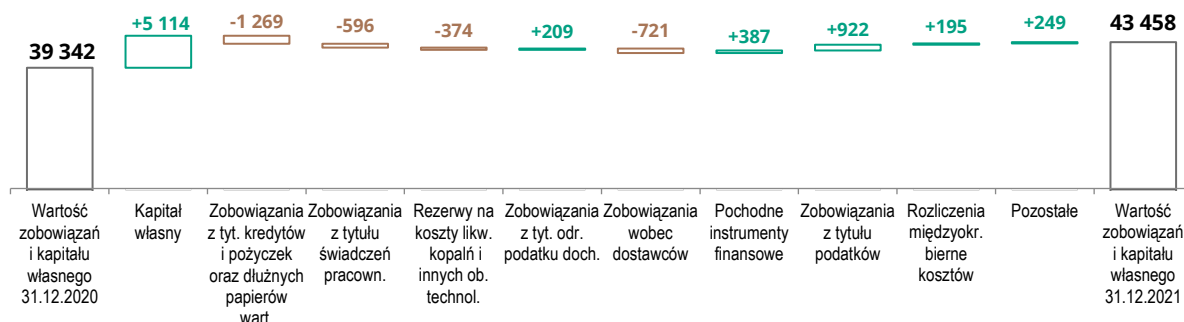 39 342
+5 114
-1 269
-596
-374
+209
-721
+387
+922
+195
+249
43 458
Wartość
zobowiązań
i kapitału
własnego
31.12.2020
Kapitał
własny
Zobowiązania
z tyt. kredytów
i pożyczek
oraz dłużnych
papierów
wart
Zobowiązania
z tytułu
świadczeń
pracown.
Rezerwy na
koszty likw.
kopalń i
innych ob.
technol.
Zobowiązania
z tyt. odr.
podatku doch.
Zobowiązania
wobec
dostawców
Pochodne
instrumenty
finansowe
Zobowiązania
z tytułu
podatków
Rozliczenia
międzyokr.
bierne
kosztów
Pozostałe
Wartość
zobowiązań
i kapitału
własnego
31.12.2021